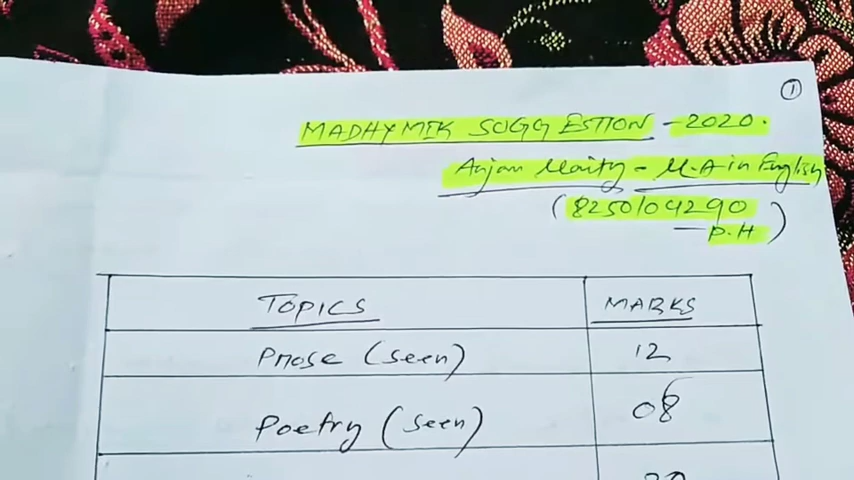 ①
MADHYMIK SUGGESTION - 2020.
Anjan Maity - M.A in English
(8250104290
— P.H)
TOPICS MARKS
Prose (seen) 12
Poetry (seen) 08